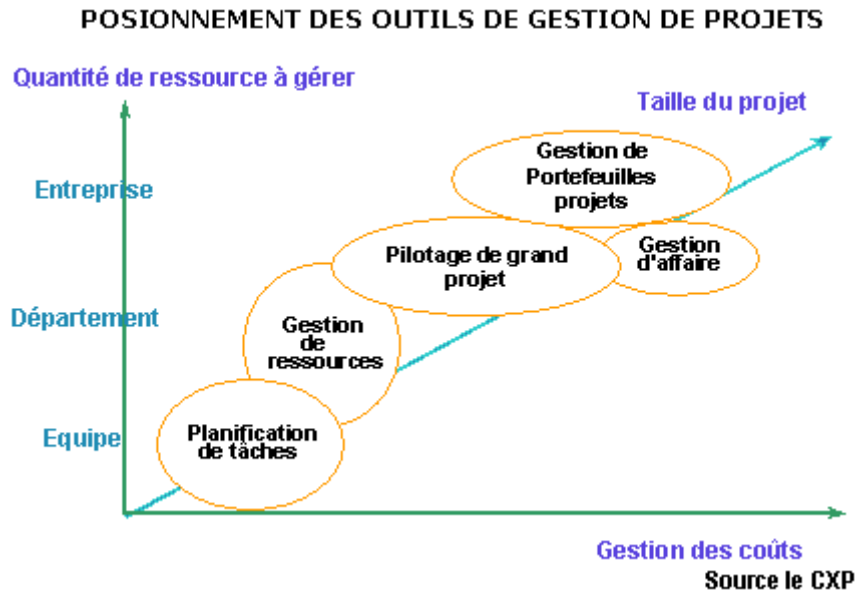 POSIONNEMENT DES OUTILS DE GESTION DE PROJETS
Quantité de ressource à gérer
Taille du projet
Gestion de
Portefeuilles
projets
Entreprise
Gestion
d'affaire
Pilotage de grand
projet
Département
Gestion
de
ressources
Equipe
Planification
de tâches
Gestion des coûts
Source le CXP